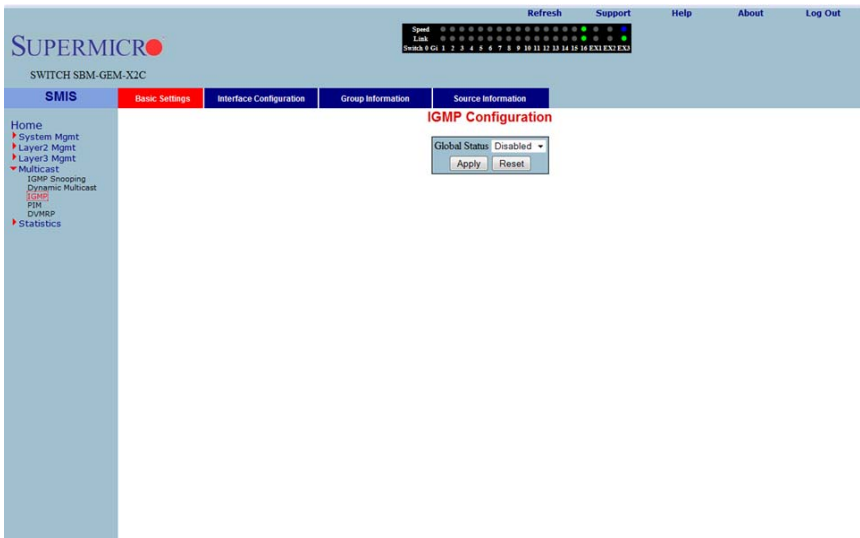 Refresh Support Help About Log Out
Speed
Link
Switch 0 Gi 1 2 3 4 5 6 7 8 9 10 11 12 13 14 15 16 EX1 EX2 EX3
SUPERMICRO
SWITCH SBM-GEM-X2C
SMIS
Basic Settings Interface Configuration Group Information Source Information
Home
System Mgmt
Layer2 Mgmt
Layer3 Mgmt
Multicast
IGMP Snooping
Dynamic Multicast
IGMP
PIM
DVMRP
Statistics
IGMP Configuration
Global Status Disabled
Apply Reset